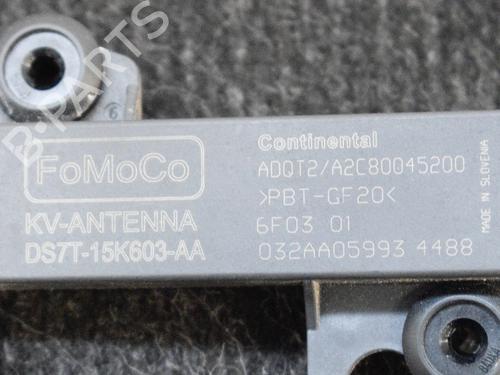 B-PARTS
FoMoCo
KV-ANTENNA
DS7T-15K603-AA
Continental
ADQT2/A2C80045200
>PBT-GF20<
6F03 01
032AA05993 4488
MADE IN SLOVENIA